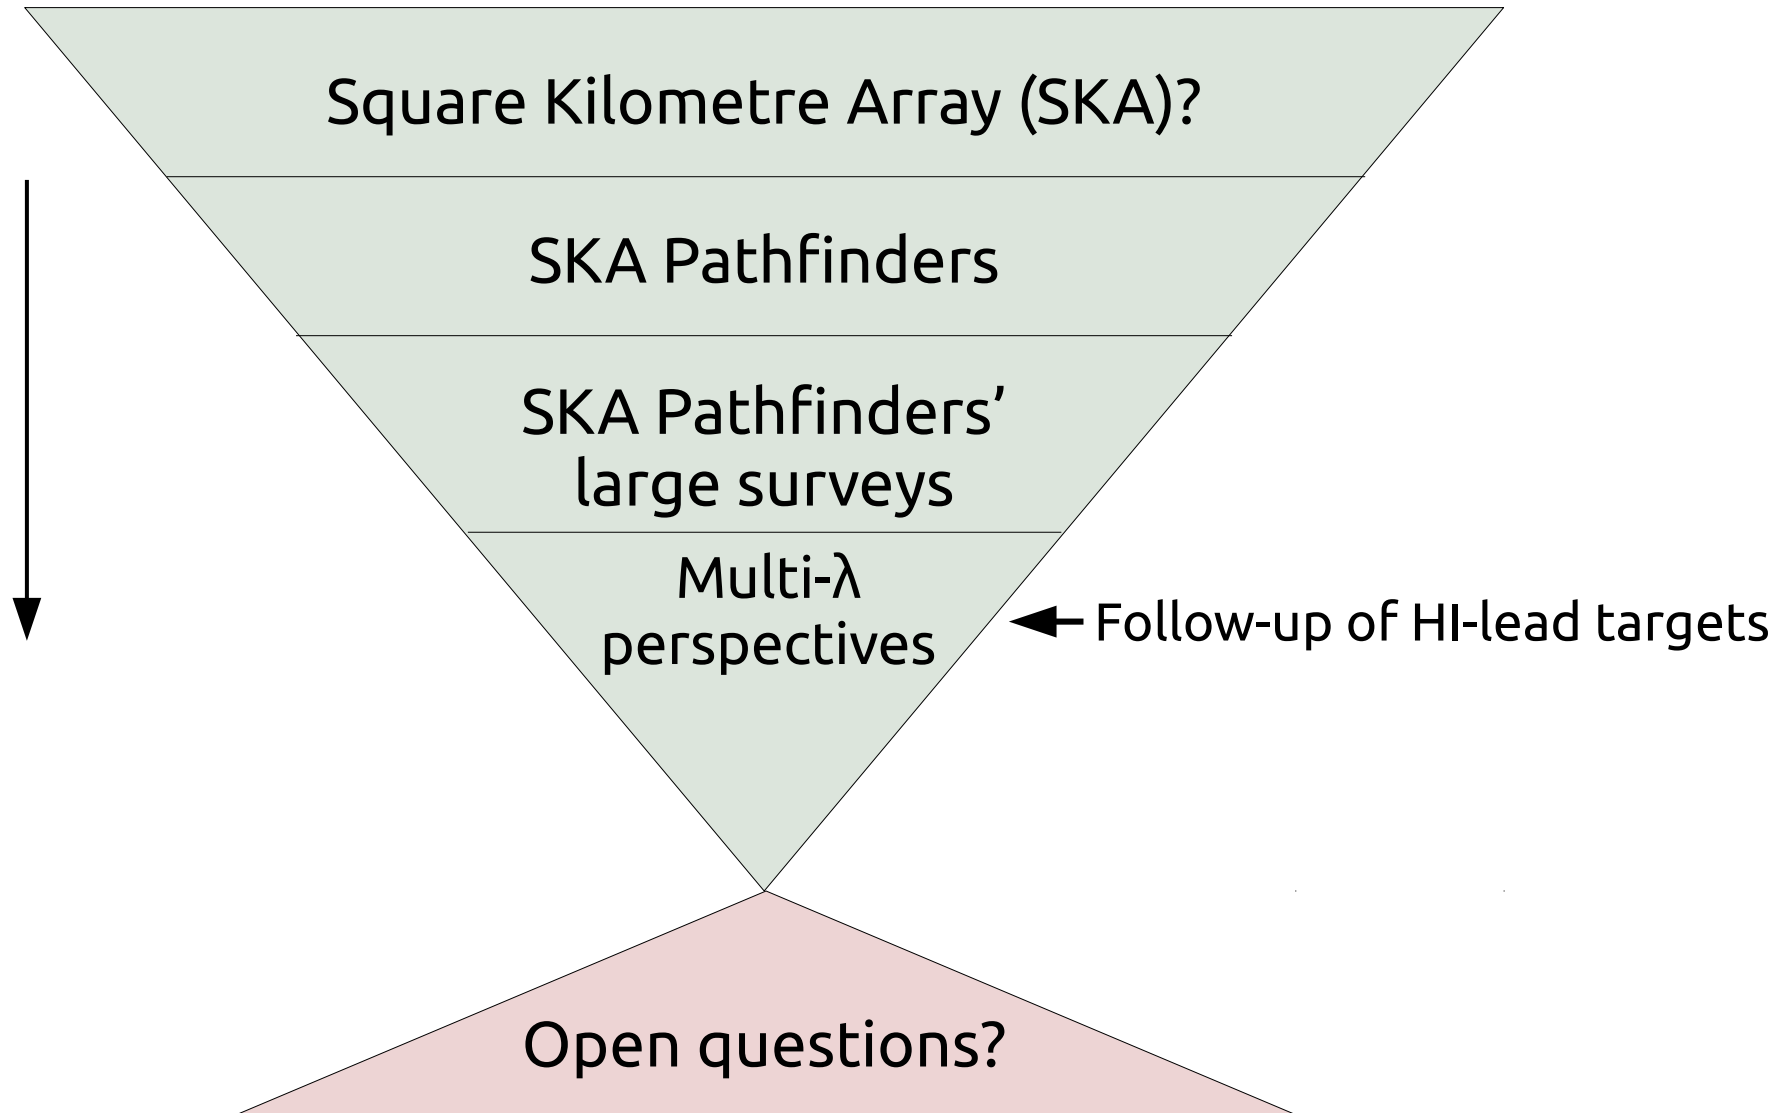 Square Kilometre Array (SKA)?
SKA Pathfinders
SKA Pathfinders’
large surveys
Multi-λ
perspectives
Follow-up of HI-lead targets
Open questions?